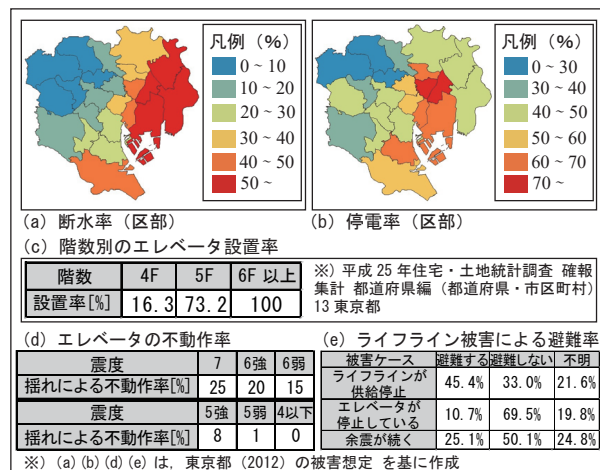 凡例（%）
0～10
10～20
20～30
30～40
40～50
50～
(a) 断水率（区部）
凡例（%）
0～30
30～40
40～50
50～60
60～70
70～
(b) 停電率（区部）
(c) 階数別のエレベータ設置率
階数 4F 5F 6F 以上
設置率[%] 16.3 73.2 100
※）平成 25 年住宅・土地統計調査 確報
集計 都道府県編（都道府県・市区町村）
13 東京都
(d) エレベータの不動作率
震度 7 6強 6弱
揺れによる不動作率[%] 25 20 15
震度 5強 5弱 4以下
揺れによる不動作率[%] 8 1 0
(e) ライフライン被害による避難率
被害ケース 避難する 避難しない 不明
ライフラインが
供給停止 45.4% 33.0% 21.6%
エレベータが
停止している 10.7% 69.5% 19.8%
余震が続く 25.1% 50.1% 24.8%
※）(a)(b)(d)(e) は，東京都（2012）の被害想定 を基に作成